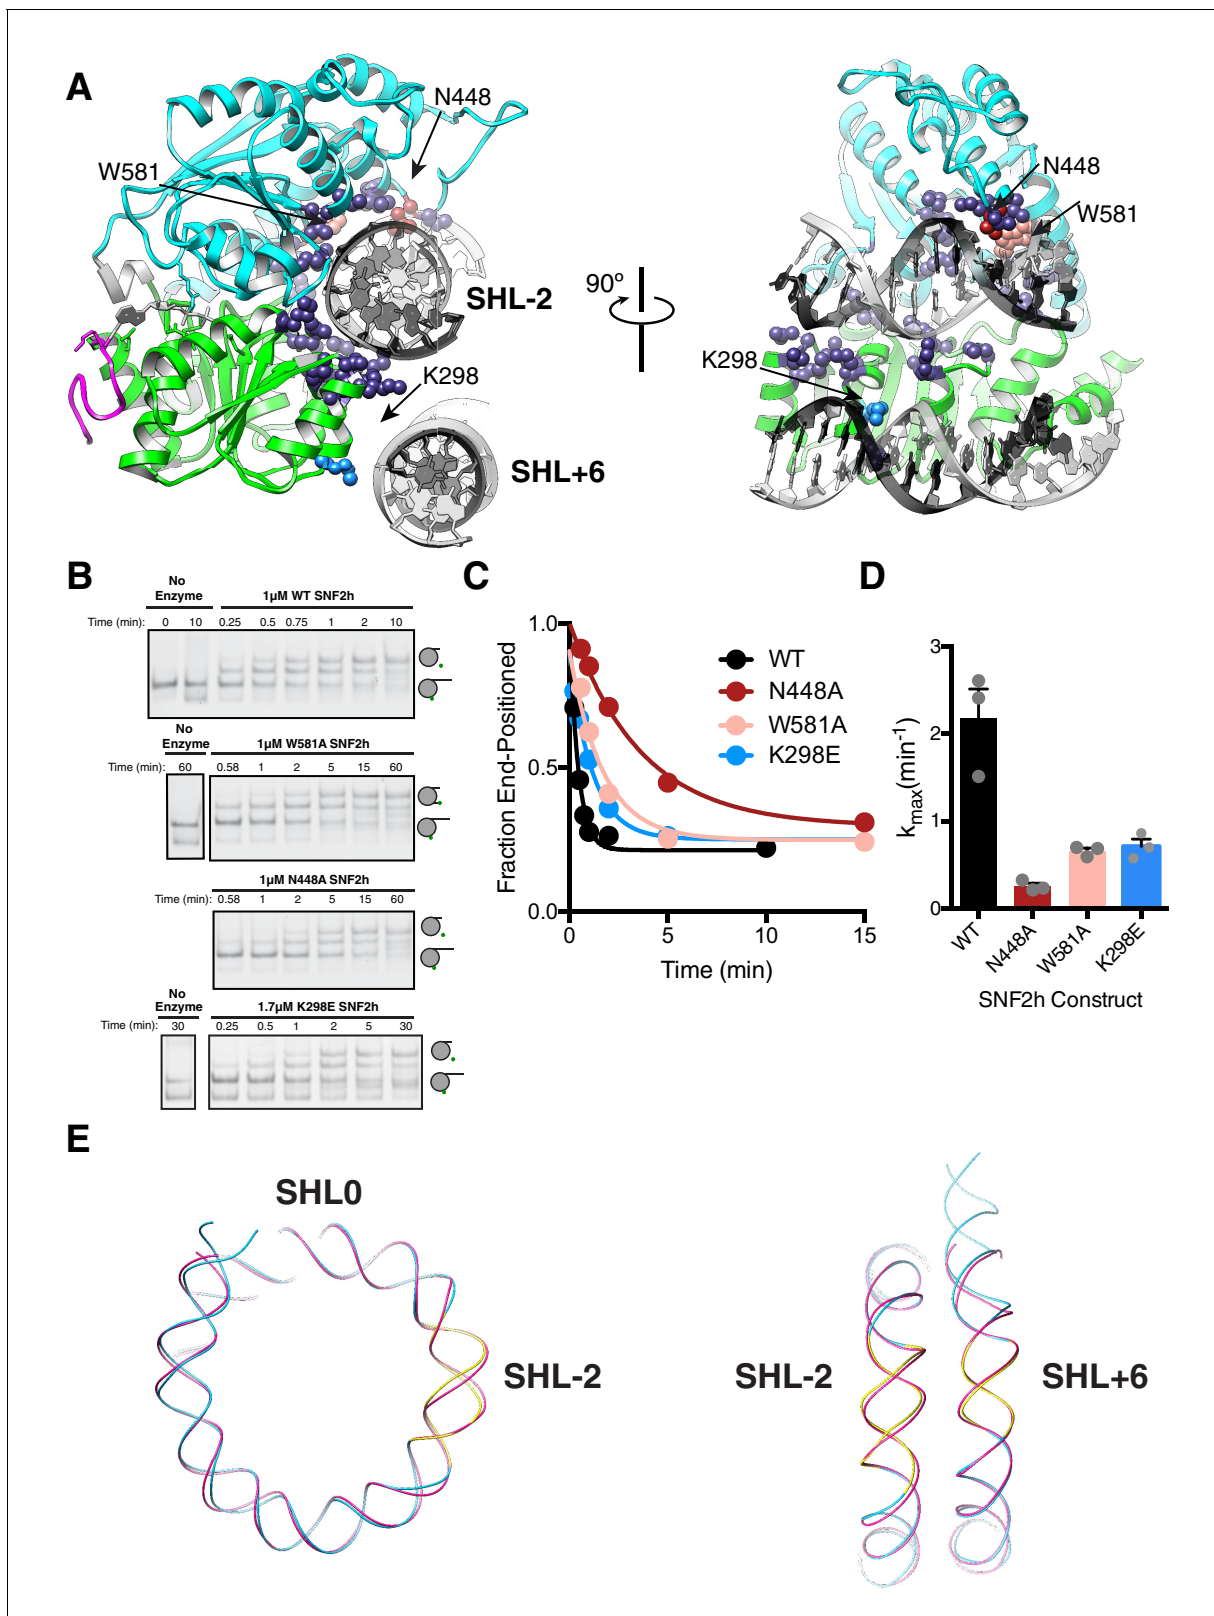 A
N448
W581
SHL-2
K298
SHL+6
90º
N448
W581
K298
B
No
Enzyme
1µM WT SNF2h
Time (min): 0 10 0.25 0.5 0.75 1 2 10
No
Enzyme
1µM W581A SNF2h
Time (min): 60 0.58 1 2 5 15 60
1µM N448A SNF2h
Time (min): 0.58 1 2 5 15 60
No
Enzyme
1.7µM K298E SNF2h
Time (min): 30 0.25 0.5 1 2 5 30
C
Fraction End-Positioned
1.0
0.5
0.0
0 5 10 15
Time (min)
WT
N448A
W581A
K298E
D
kmax(min-1)
3
2
1
0
WT
N448A
W581A
K298E
SNF2h Construct
E
SHL0
SHL-2
SHL-2
SHL+6